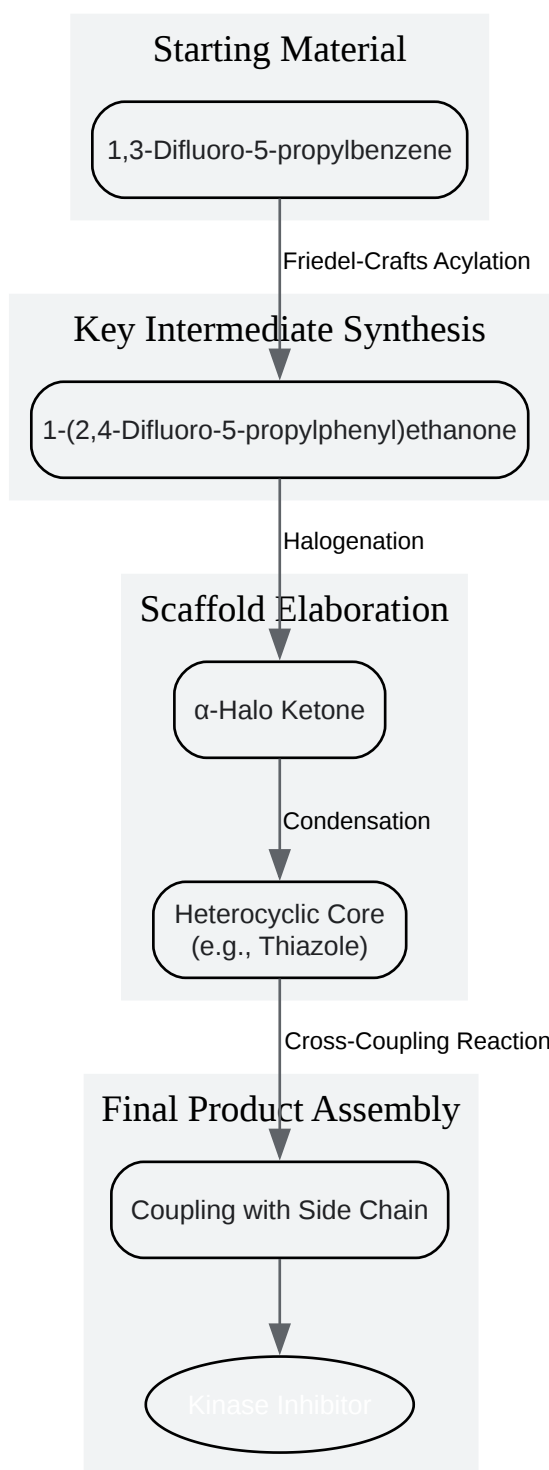 Starting Material
1,3-Difluoro-5-propylbenzene
Friedel-Crafts Acylation
Key Intermediate Synthesis
1-(2,4-Difluoro-5-propylphenyl)ethanone
Halogenation
Scaffold Elaboration
α-Halo Ketone
Condensation
Heterocyclic Core
(e.g., Thiazole)
Cross-Coupling Reaction
Final Product Assembly
Coupling with Side Chain
Kinase Inhibitor